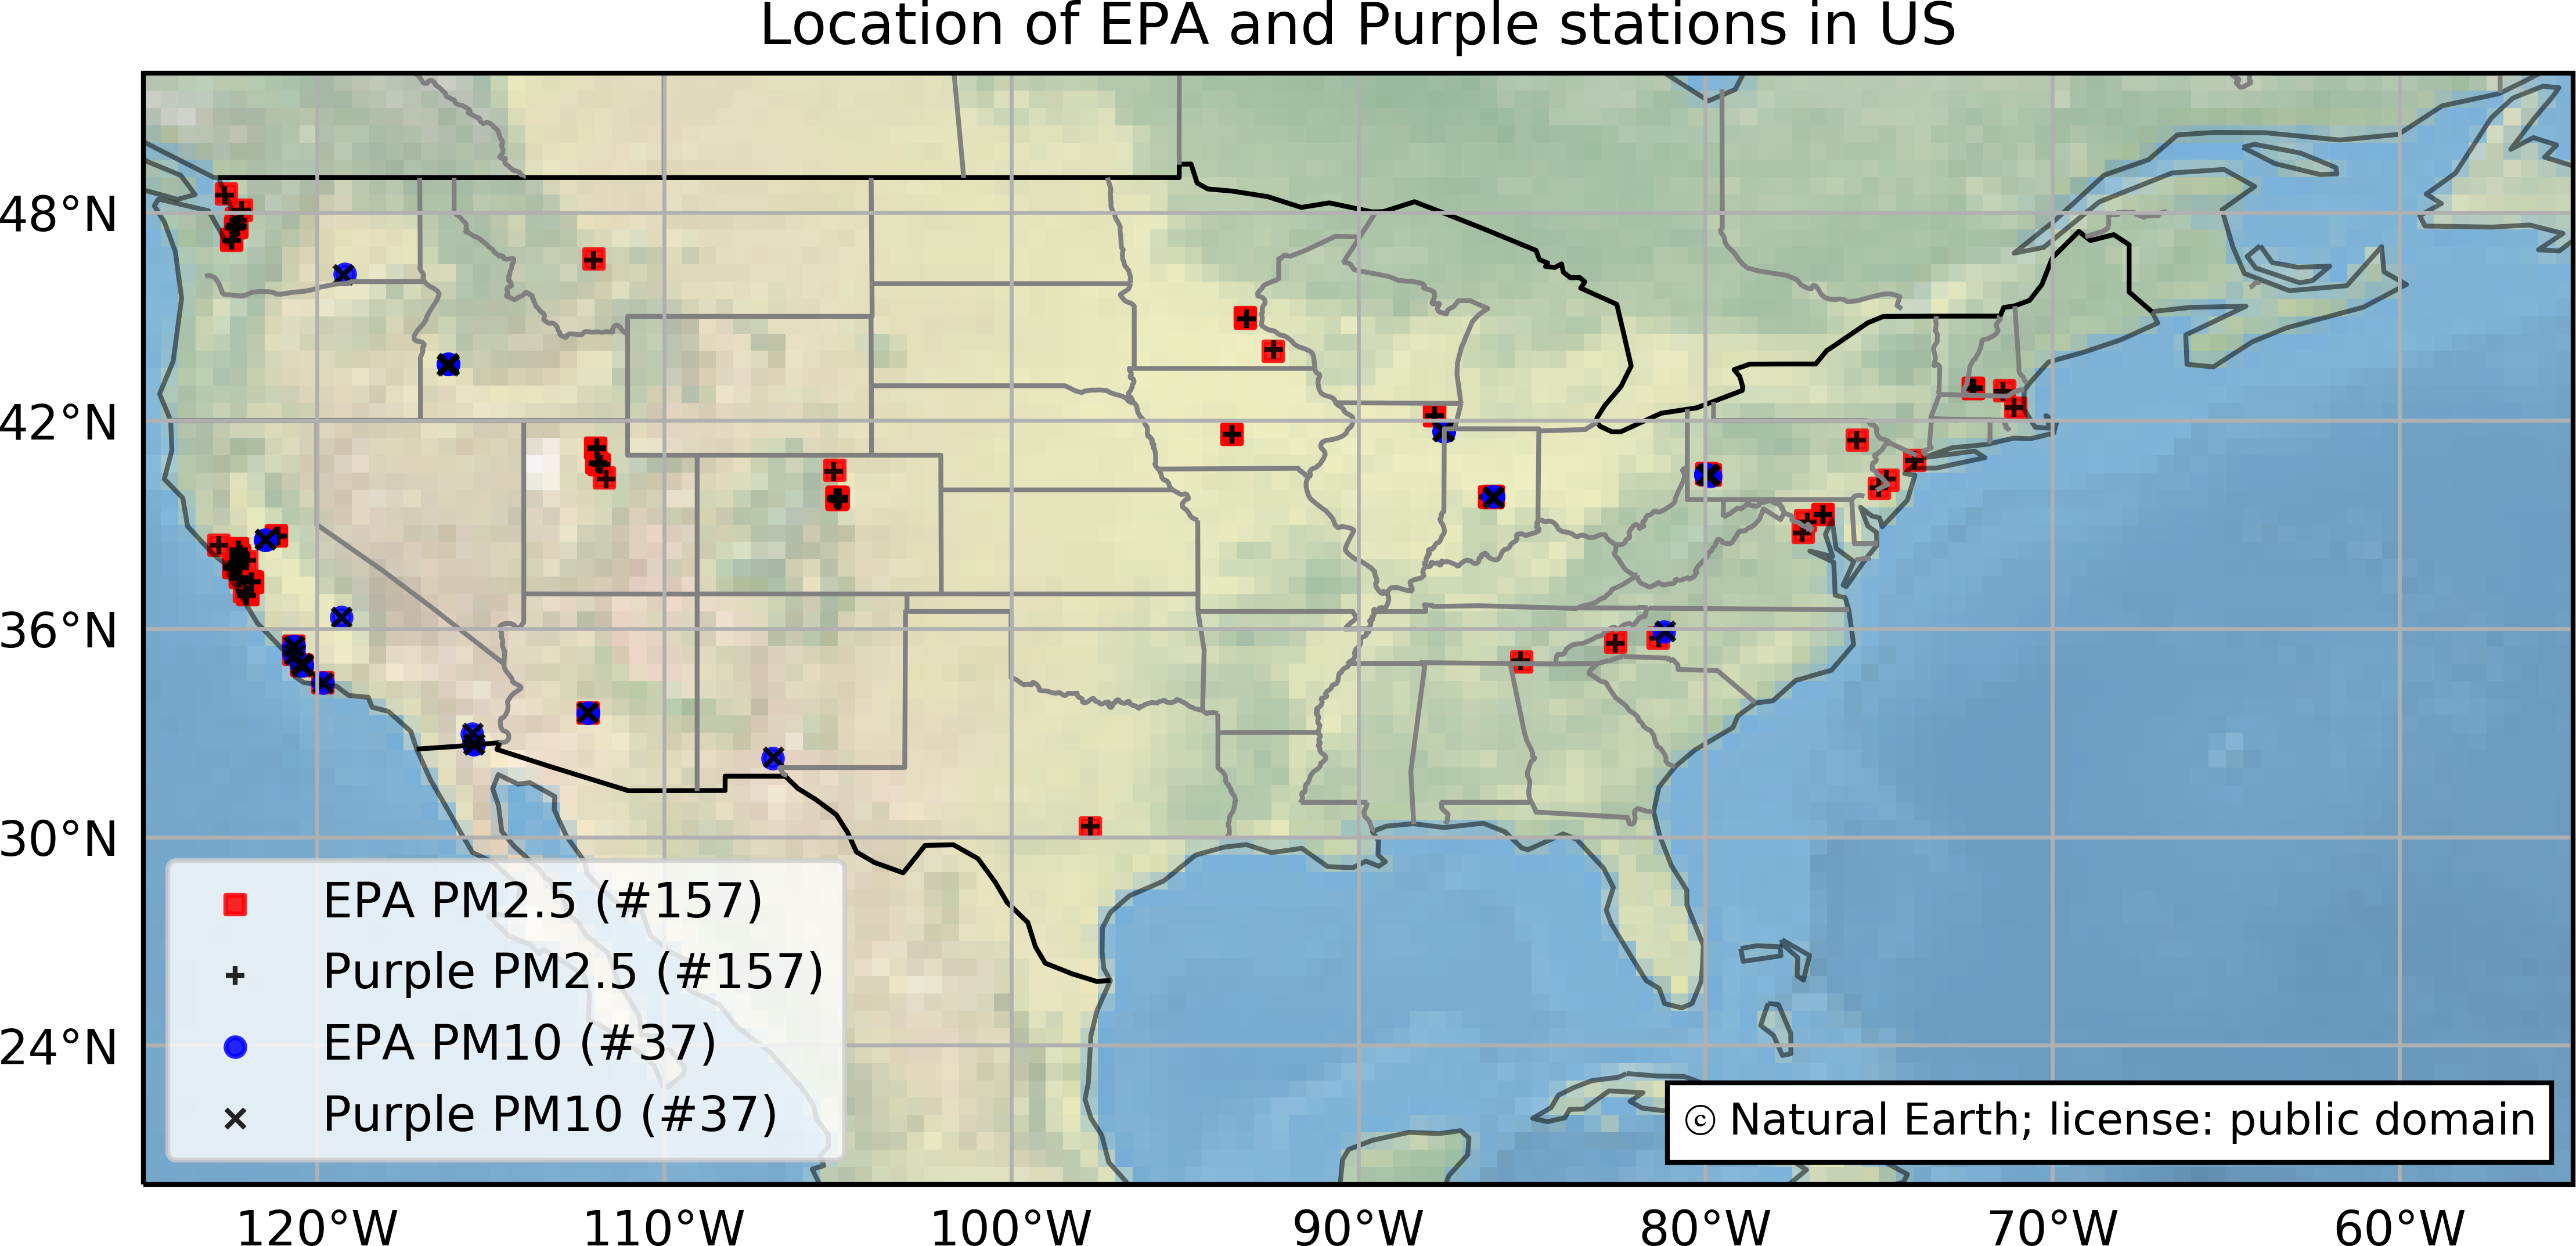 Location of EPA and Purple stations in US
48°N
42°N
36°N
30°N
24°N
EPA PM2.5 (#157)
Purple PM2.5 (#157)
EPA PM10 (#37)
Purple PM10 (#37)
© Natural Earth; license: public domain
120°W 110°W 100°W 90°W 80°W 70°W 60°W